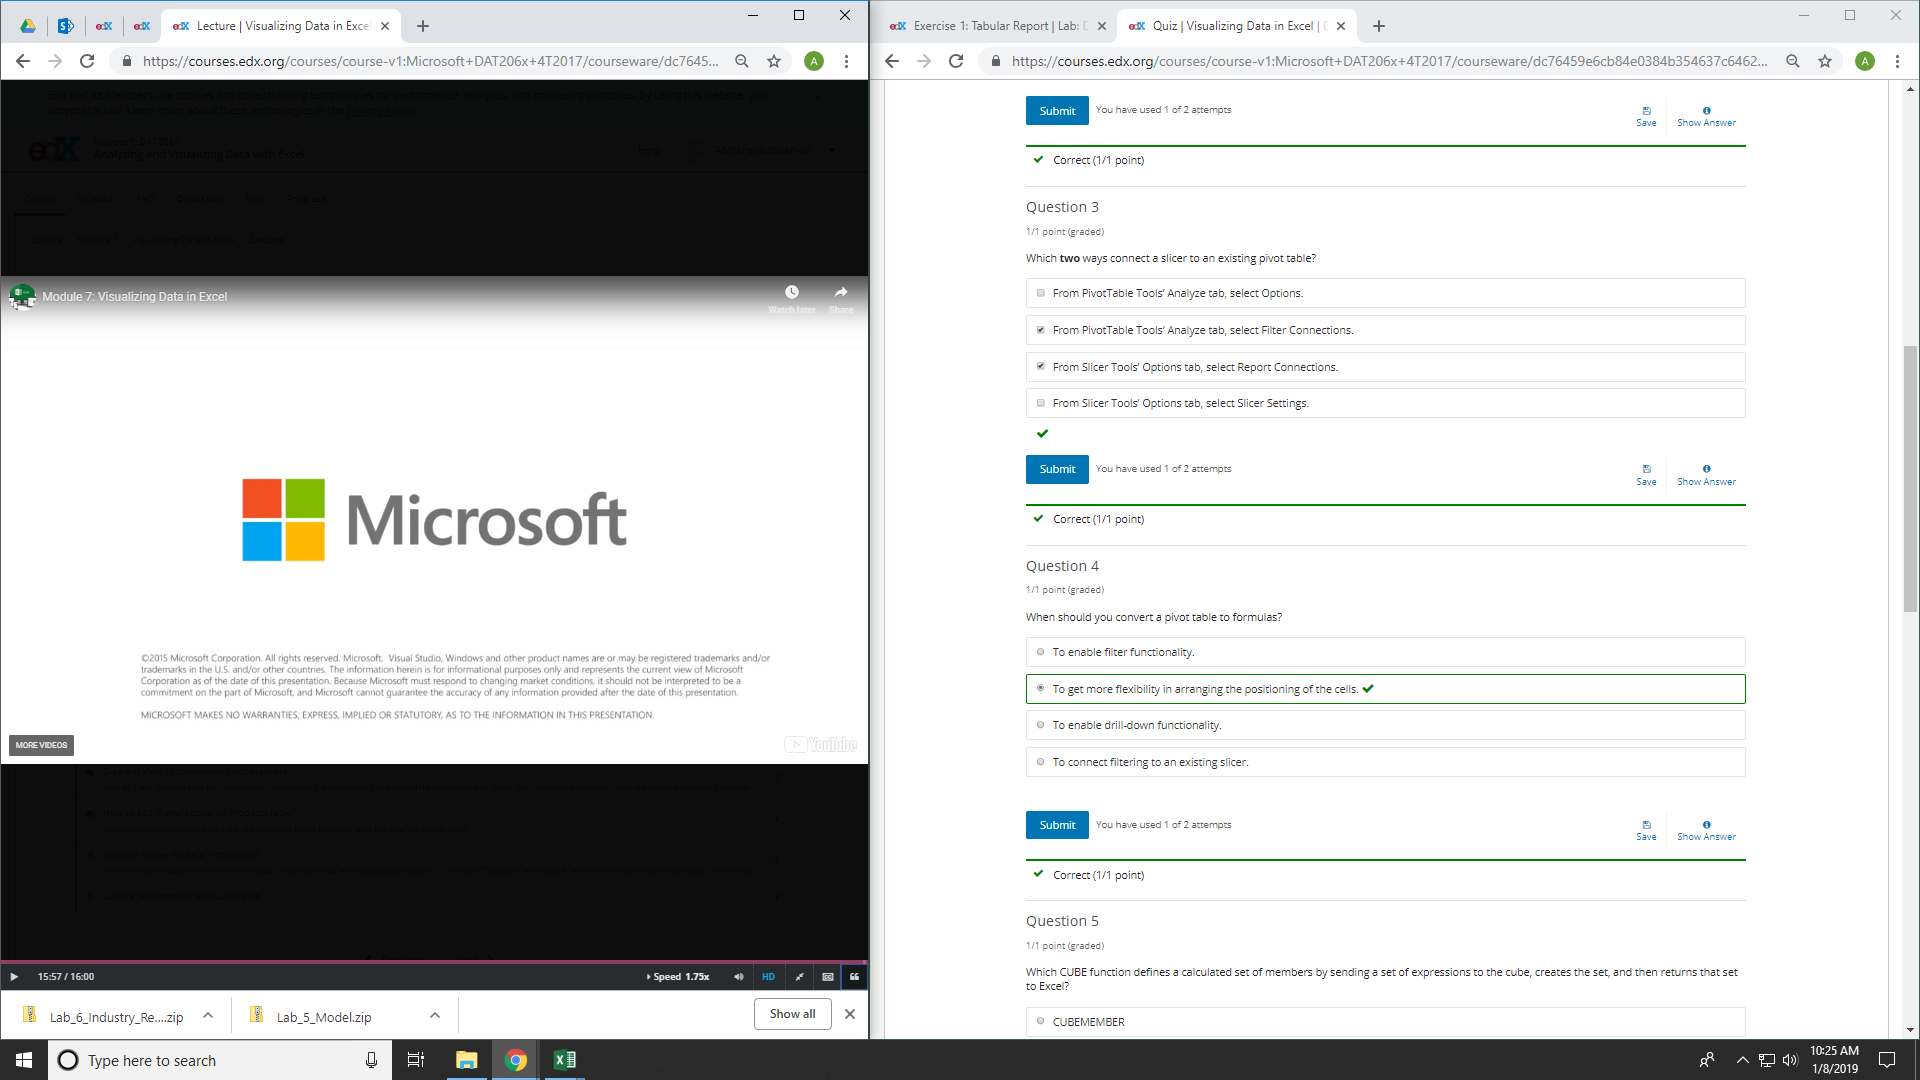 edX
edX
edX Lecture | Visualizing Data in Exce
https://courses.edx.org/courses/course-v1:Microsoft+DAT206x+4T2017/courseware/dc7645...
A
Analyzing and Visualizing Data with Excel
Help
Module 7: Visualizing Data in Excel
Watch later
Share
Microsoft
©2015 Microsoft Corporation. All rights reserved. Microsoft, Visual Studio, Windows and other product names are or may be registered trademarks and/or
trademarks in the U.S. and/or other countries. The information herein is for informational purposes only and represents the current view of Microsoft
Corporation as of the date of this presentation. Because Microsoft must respond to changing market conditions, it should not be interpreted to be a
commitment on the part of Microsoft, and Microsoft cannot guarantee the accuracy of any information provided after the date of this presentation.
MICROSOFT MAKES NO WARRANTIES, EXPRESS, IMPLIED OR STATUTORY, AS TO THE INFORMATION IN THIS PRESENTATION.
MORE VIDEOS
YouTube
15:57 / 16:00
Speed 1.75x
HD
Lab_6_Industry_Re....zip
Lab_5_Model.zip
Show all
edX Exercise 1: Tabular Report | Lab:
edX Quiz | Visualizing Data in Excel |
https://courses.edx.org/courses/course-v1:Microsoft+DAT206x+4T2017/courseware/dc76459e6cb84e0384b354637c6462...
A
Submit
You have used 1 of 2 attempts
Save
Show Answer
Correct (1/1 point)
Question 3
1/1 point (graded)
Which two ways connect a slicer to an existing pivot table?
From PivotTable Tools’ Analyze tab, select Options.
From PivotTable Tools’ Analyze tab, select Filter Connections.
From Slicer Tools’ Options tab, select Report Connections.
From Slicer Tools’ Options tab, select Slicer Settings.
Submit
You have used 1 of 2 attempts
Save
Show Answer
Correct (1/1 point)
Question 4
1/1 point (graded)
When should you convert a pivot table to formulas?
To enable filter functionality.
To get more flexibility in arranging the positioning of the cells.
To enable drill-down functionality.
To connect filtering to an existing slicer.
Submit
You have used 1 of 2 attempts
Save
Show Answer
Correct (1/1 point)
Question 5
1/1 point (graded)
Which CUBE function defines a calculated set of members by sending a set of expressions to the cube, creates the set, and then returns that set
to Excel?
CUBEMEMBER
Type here to search
10:25 AM
1/8/2019